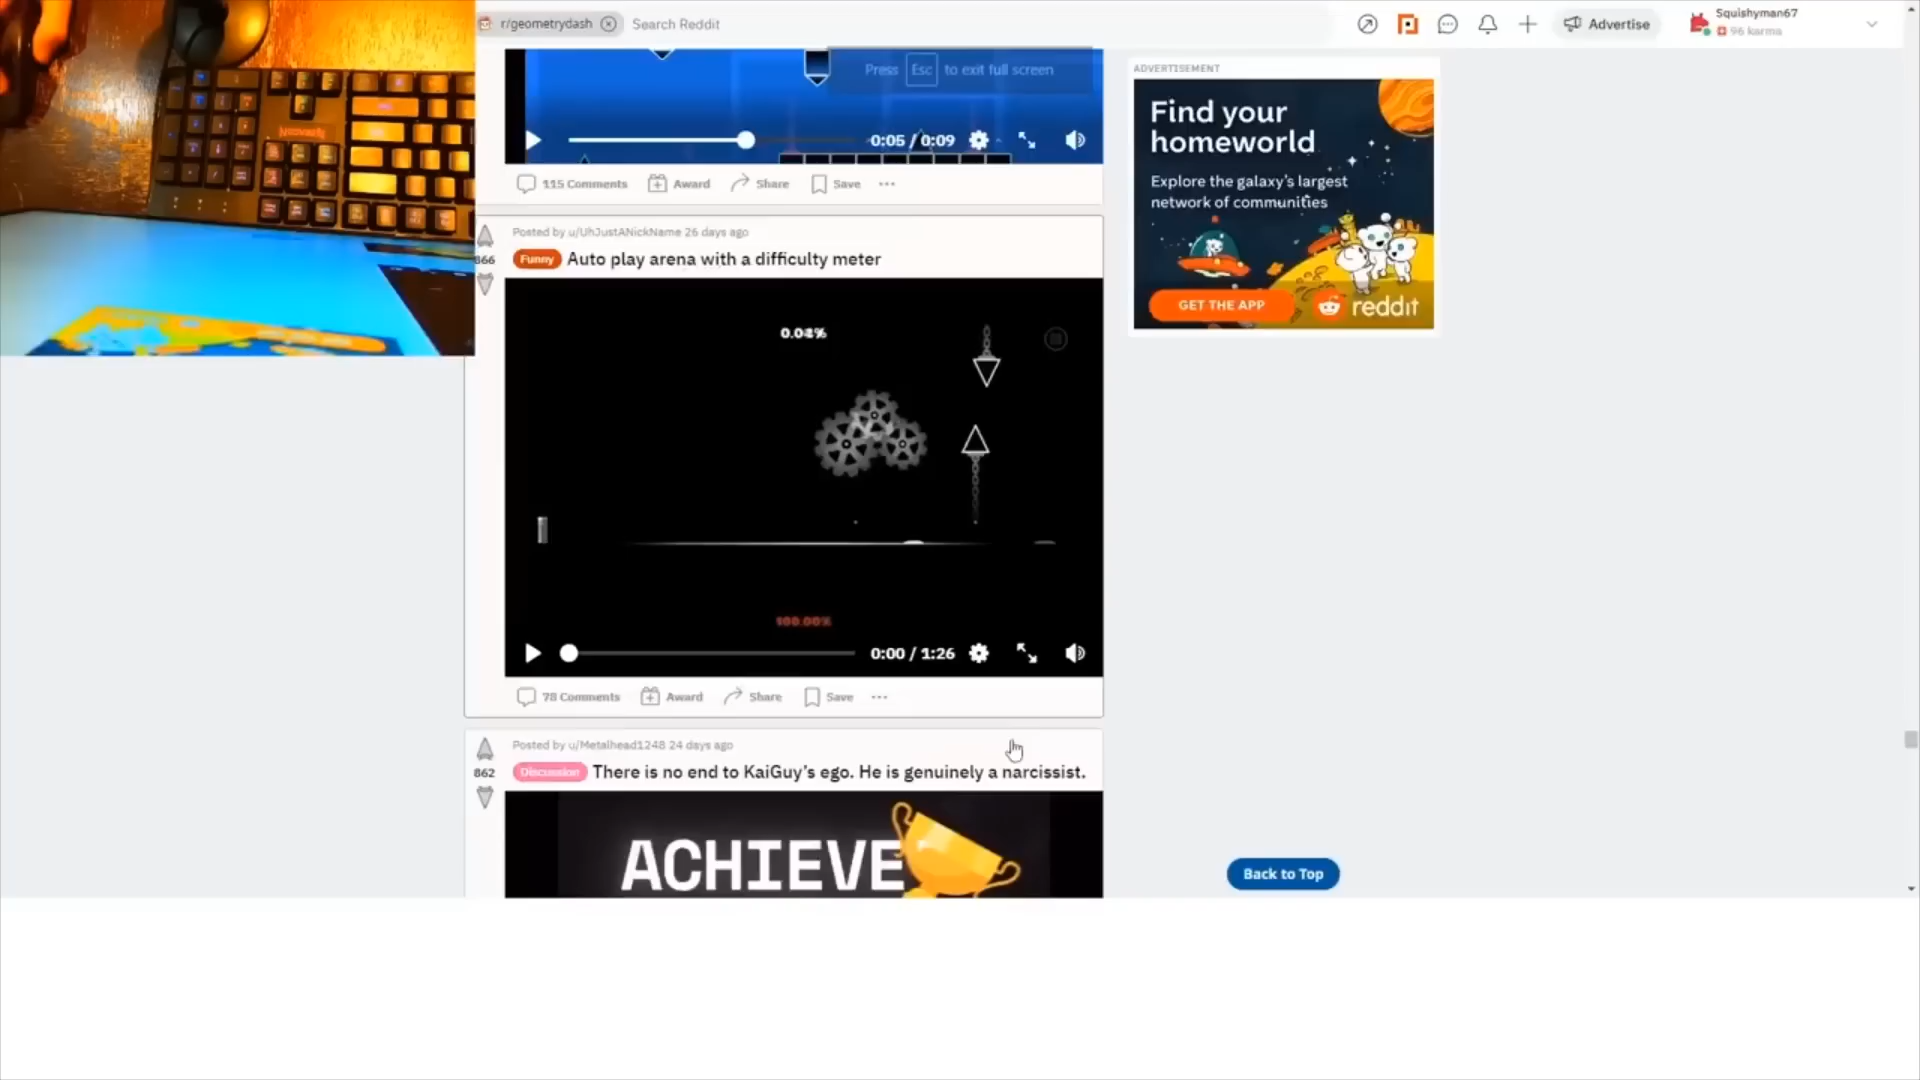 r/geometrydash
Search Reddit
Advertise
Squishyman67
96 karma
Press Esc to exit full screen
0:05 / 0:09
115 Comments
Award
Share
Save
866
Posted by u/UhJustANickName 26 days ago
Funny
Auto play arena with a difficulty meter
100.00%
0:00 / 1:26
78 Comments
Award
Share
Save
862
Posted by u/Metalhead1248 24 days ago
Discussion
There is no end to KaiGuy's ego. He is genuinely a narcissist.
ACHIEVE
ADVERTISEMENT
Find your
homeworld
Explore the galaxy's largest
network of communities
GET THE APP
reddit
Back to Top